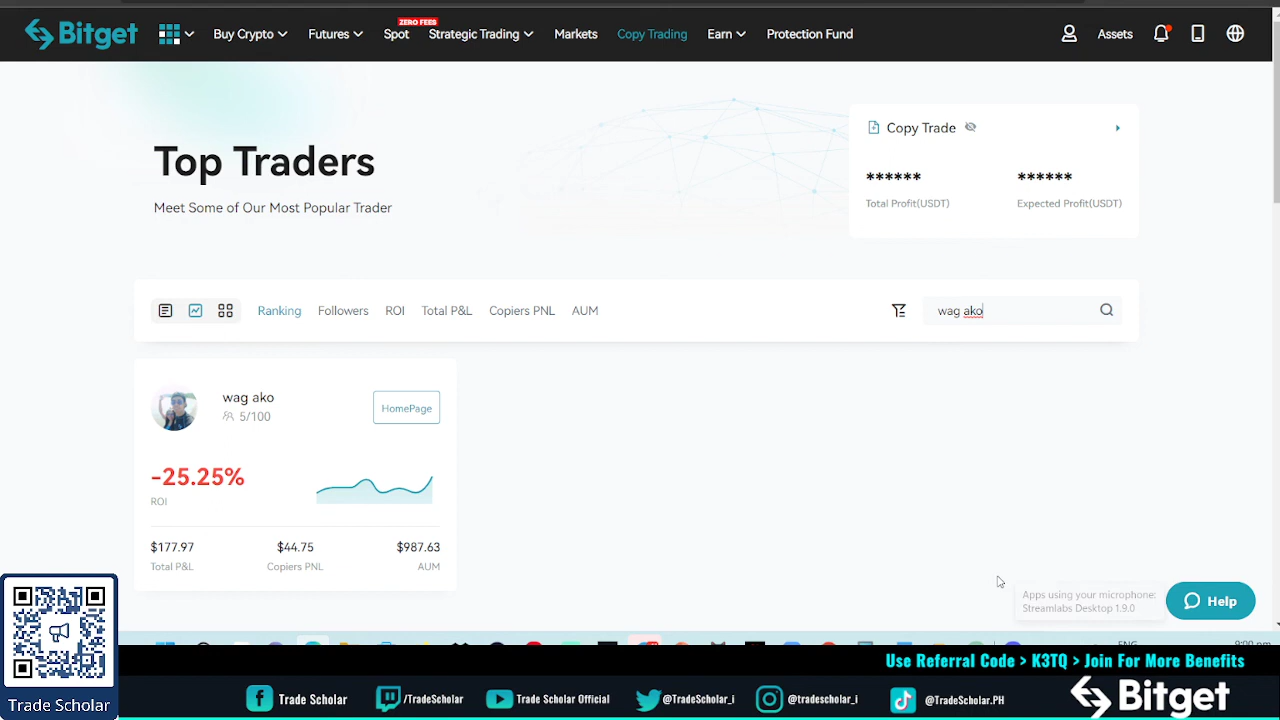 Bitget
Buy Crypto
Futures
ZERO FEES
Spot
Strategic Trading
Markets
Copy Trading
Earn
Protection Fund
Assets
Top Traders
Meet Some of Our Most Popular Trader
Copy Trade
******
******
Total Profit(USDT)
Expected Profit(USDT)
Ranking
Followers
ROI
Total P&L
Copiers PNL
AUM
wag ako
wag ako
5/100
HomePage
-25.25%
ROI
$177.97
$44.75
$987.63
Total P&L
Copiers PNL
AUM
Apps using your microphone:
Streamlabs Desktop 1.9.0
Help
ENG
9:00 pm
Use Referral Code > K3TQ > Join For More Benefits
Trade Scholar
Trade Scholar
/TradeScholar
Trade Scholar Official
@TradeScholar_i
@tradescholar_i
@TradeScholar.PH
Bitget